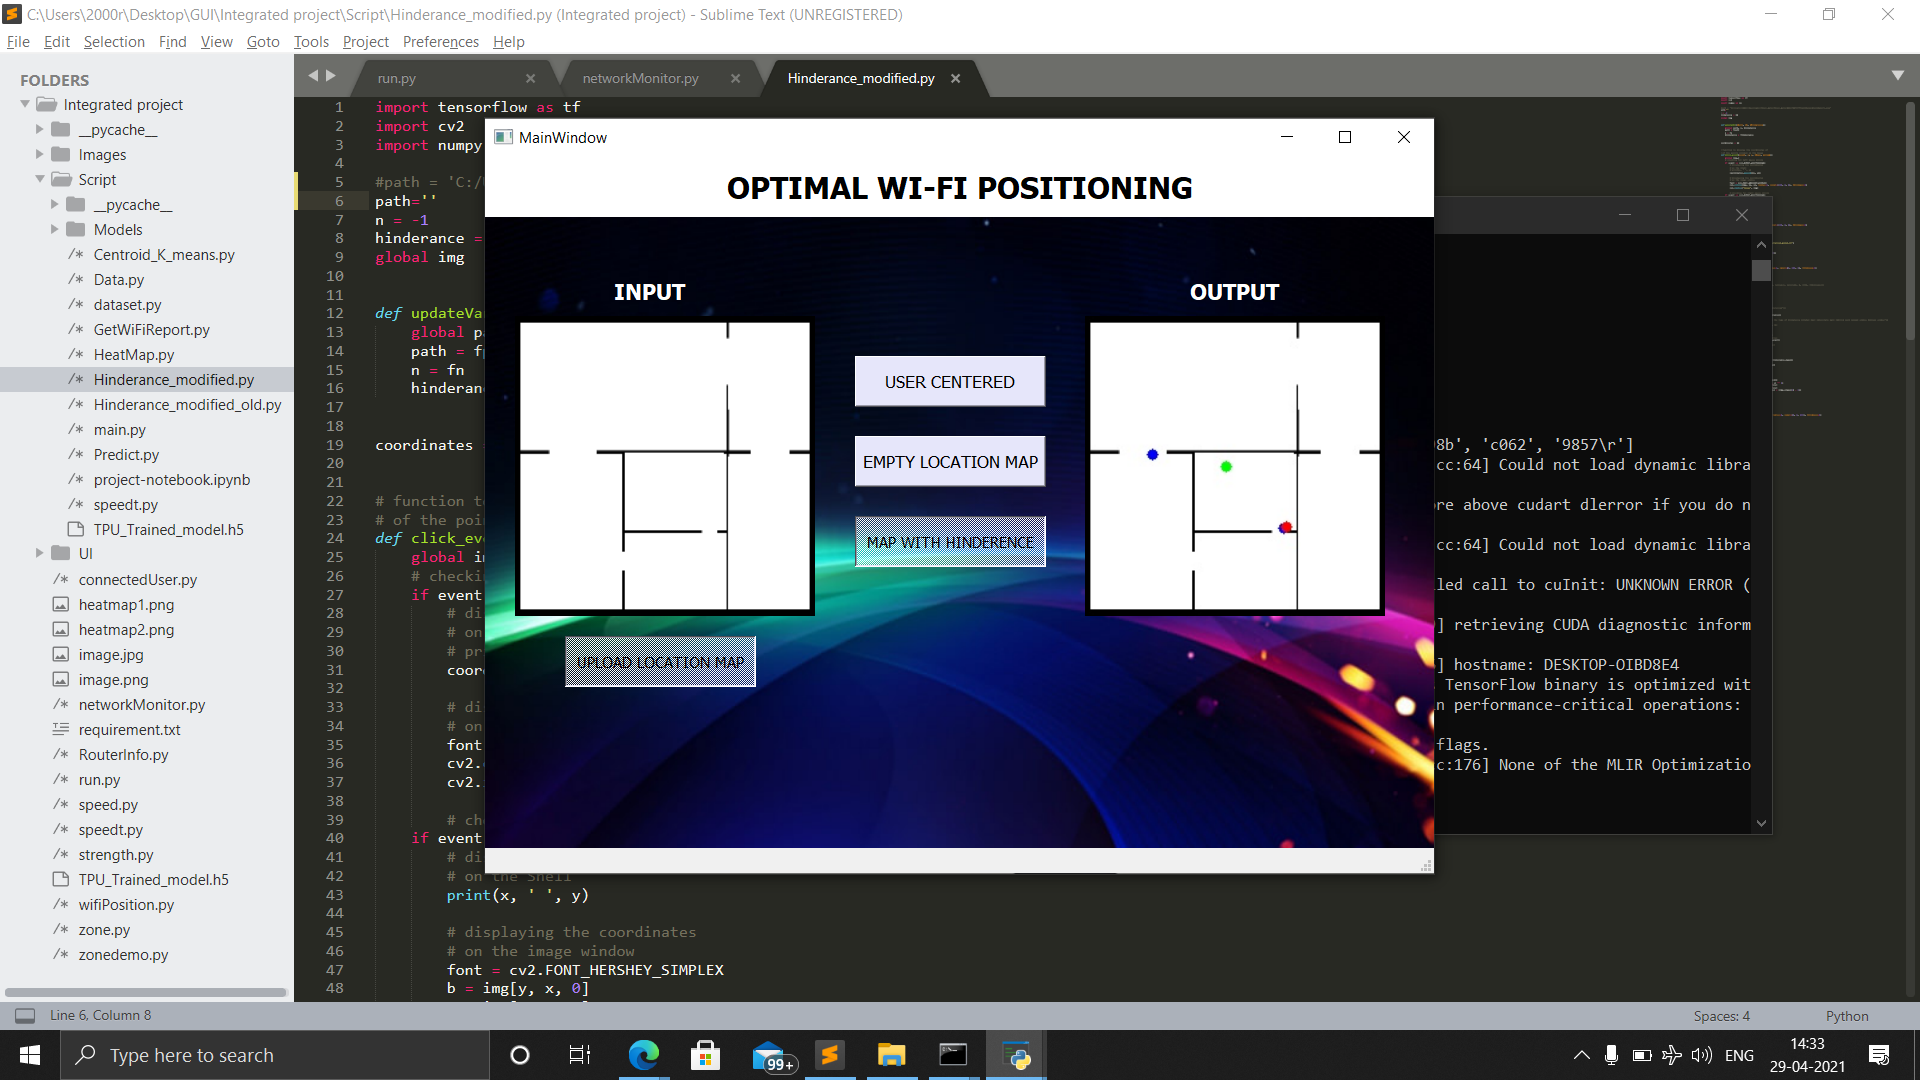 C:\Users\2000r\Desktop\GUI\Integrated project\Script\Hinderance_modified.py (Integrated project) - Sublime Text (UNREGISTERED)
File Edit Selection Find View Goto Tools Project Preferences Help
FOLDERS
Integrated project
__pycache__
Images
Script
__pycache__
Models
/* Centroid_K_means.py
/* Data.py
/* dataset.py
/* GetWiFiReport.py
/* HeatMap.py
/* Hinderance_modified.py
/* Hinderance_modified_old.py
/* main.py
/* Predict.py
/* project-notebook.ipynb
/* speedt.py
TPU_Trained_model.h5
UI
/* connectedUser.py
heatmap1.png
heatmap2.png
image.jpg
image.png
/* networkMonitor.py
requirement.txt
/* RouterInfo.py
/* run.py
/* speed.py
/* speedt.py
/* strength.py
TPU_Trained_model.h5
/* wifiPosition.py
/* zone.py
/* zonedemo.py
run.py
networkMonitor.py
Hinderance_modified.py
1 import tensorflow as tf
2 import cv2
3 import numpy
4
5 #path = 'C:/
6 path=''
7 n = -1
8 hinderance =
9 global img
10
11
12 def updateVa
13 global p
14 path = f
15 n = fn
16 hinderan
17
18
19 coordinates
20
21
22 # function t
23 # of the poi
24 def click_ev
25 global i
26 # checki
27 if event
28 # di
29 # on
30 # pr
31 coor
32
33 # di
34 # on
35 font
36 cv2.
37 cv2.
38
39 # ch
40 if event
41 # di
42 # on the Shell
43 print(x, ' ', y)
44
45 # displaying the coordinates
46 # on the image window
47 font = cv2.FONT_HERSHEY_SIMPLEX
48 b = img[y, x, 0]
MainWindow
OPTIMAL WI-FI POSITIONING
INPUT
OUTPUT
USER CENTERED
EMPTY LOCATION MAP
MAP WITH HINDERENCE
UPLOAD LOCATION MAP
8b', 'c062', '9857\r']
cc:64] Could not load dynamic libra
re above cudart dlerror if you do n
cc:64] Could not load dynamic libra
led call to cuInit: UNKNOWN ERROR (
] retrieving CUDA diagnostic inform
] hostname: DESKTOP-OIBD8E4
TensorFlow binary is optimized wit
n performance-critical operations:
flags.
c:176] None of the MLIR Optimizatio
Line 6, Column 8
Spaces: 4
Python
Type here to search
99+
ENG
14:33
29-04-2021